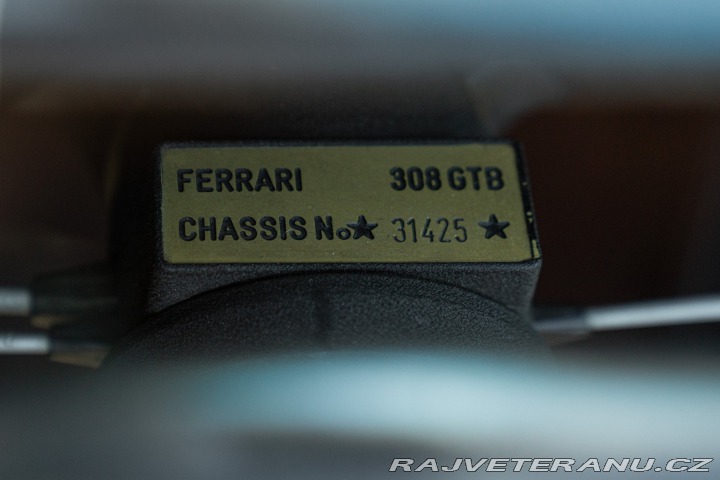 FERRARI 308 GTB
CHASSIS No★ 31425 ★
RAJVETERANU.CZ